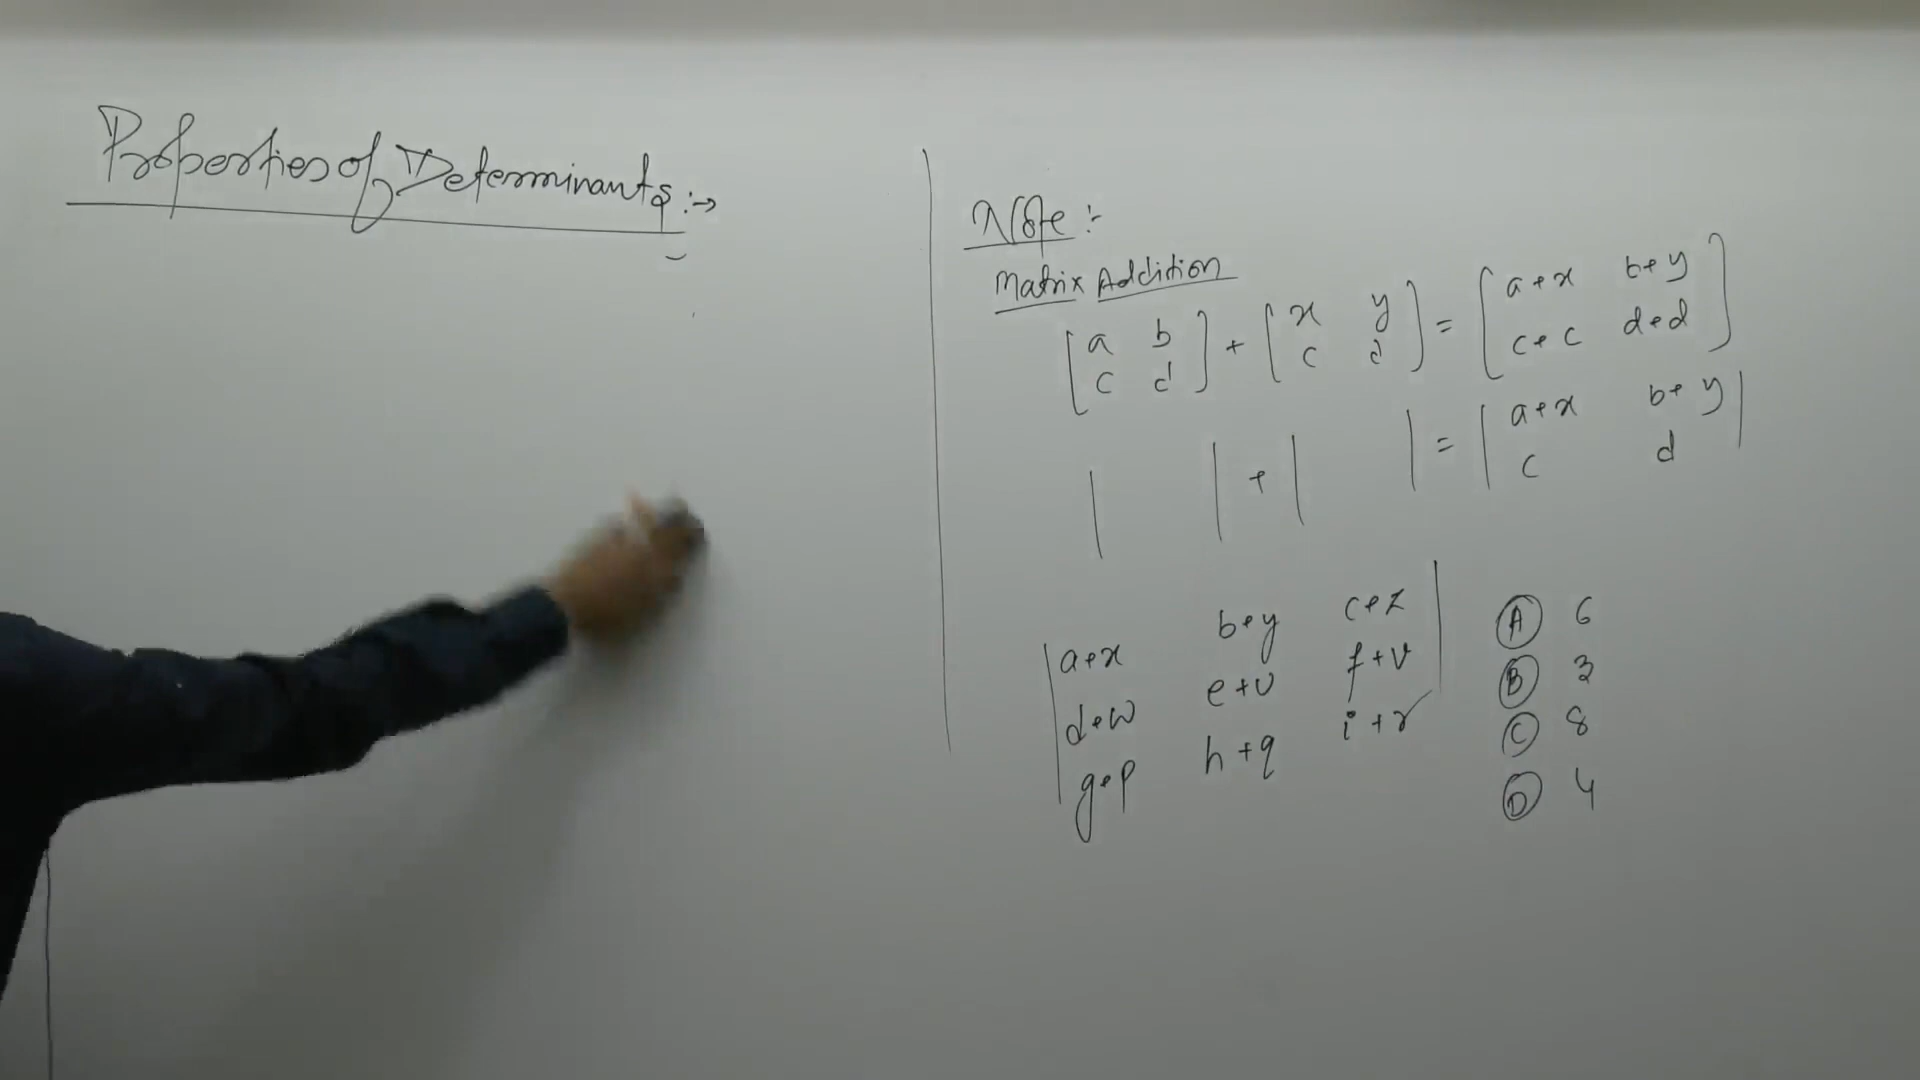 Properties of Determinants :→
Note :-
Matrix Addition
[a b] + [x y] = [a+x b+y]
[c d] [c d] [c+c d+d]
| | + | | = |a+x b+y|
|c d|
|a+x b+y c+z| (A) 6
|d+w e+u f+v| (B) 3
|g+p h+q i+r| (C) 8
(D) 4